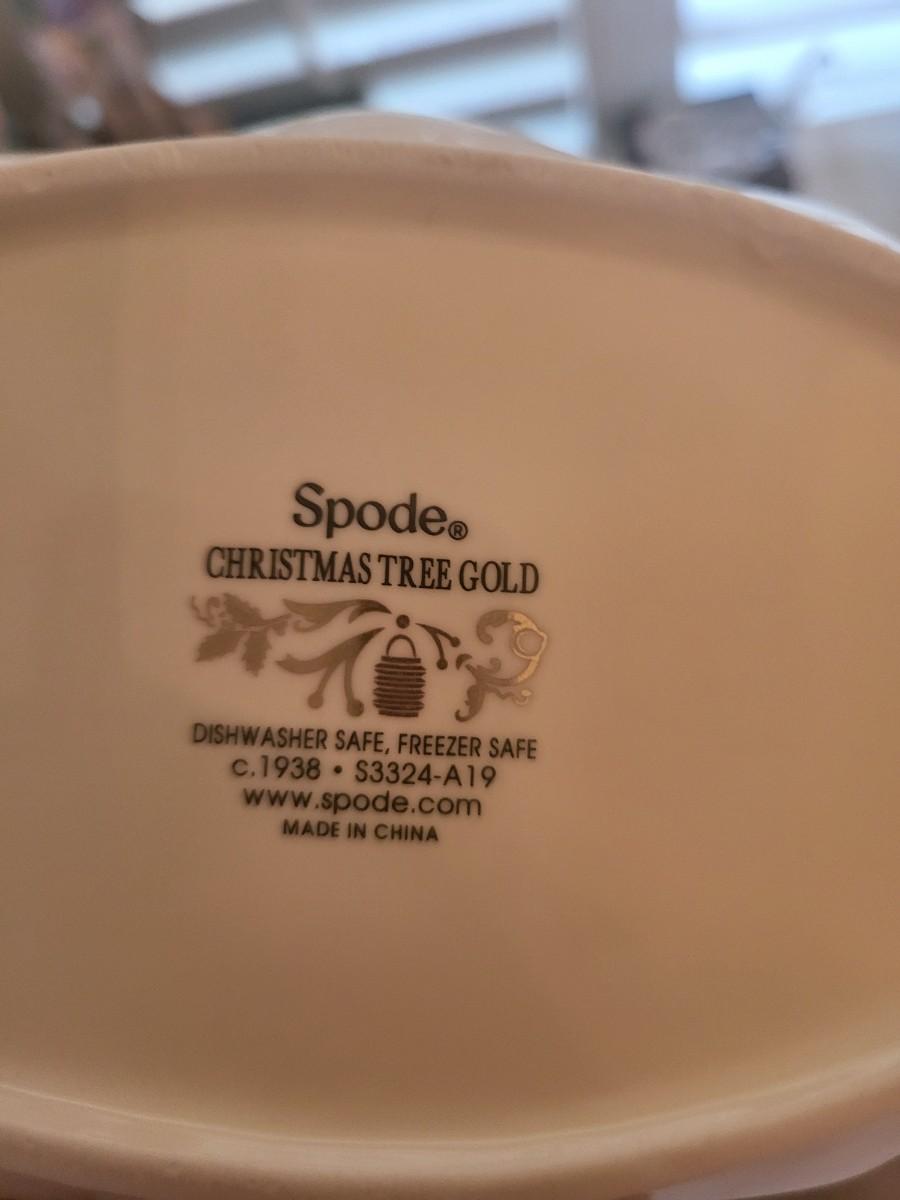 Spode®
CHRISTMAS TREE GOLD
DISHWASHER SAFE, FREEZER SAFE
c.1938 • S3324-A19
www.spode.com
MADE IN CHINA